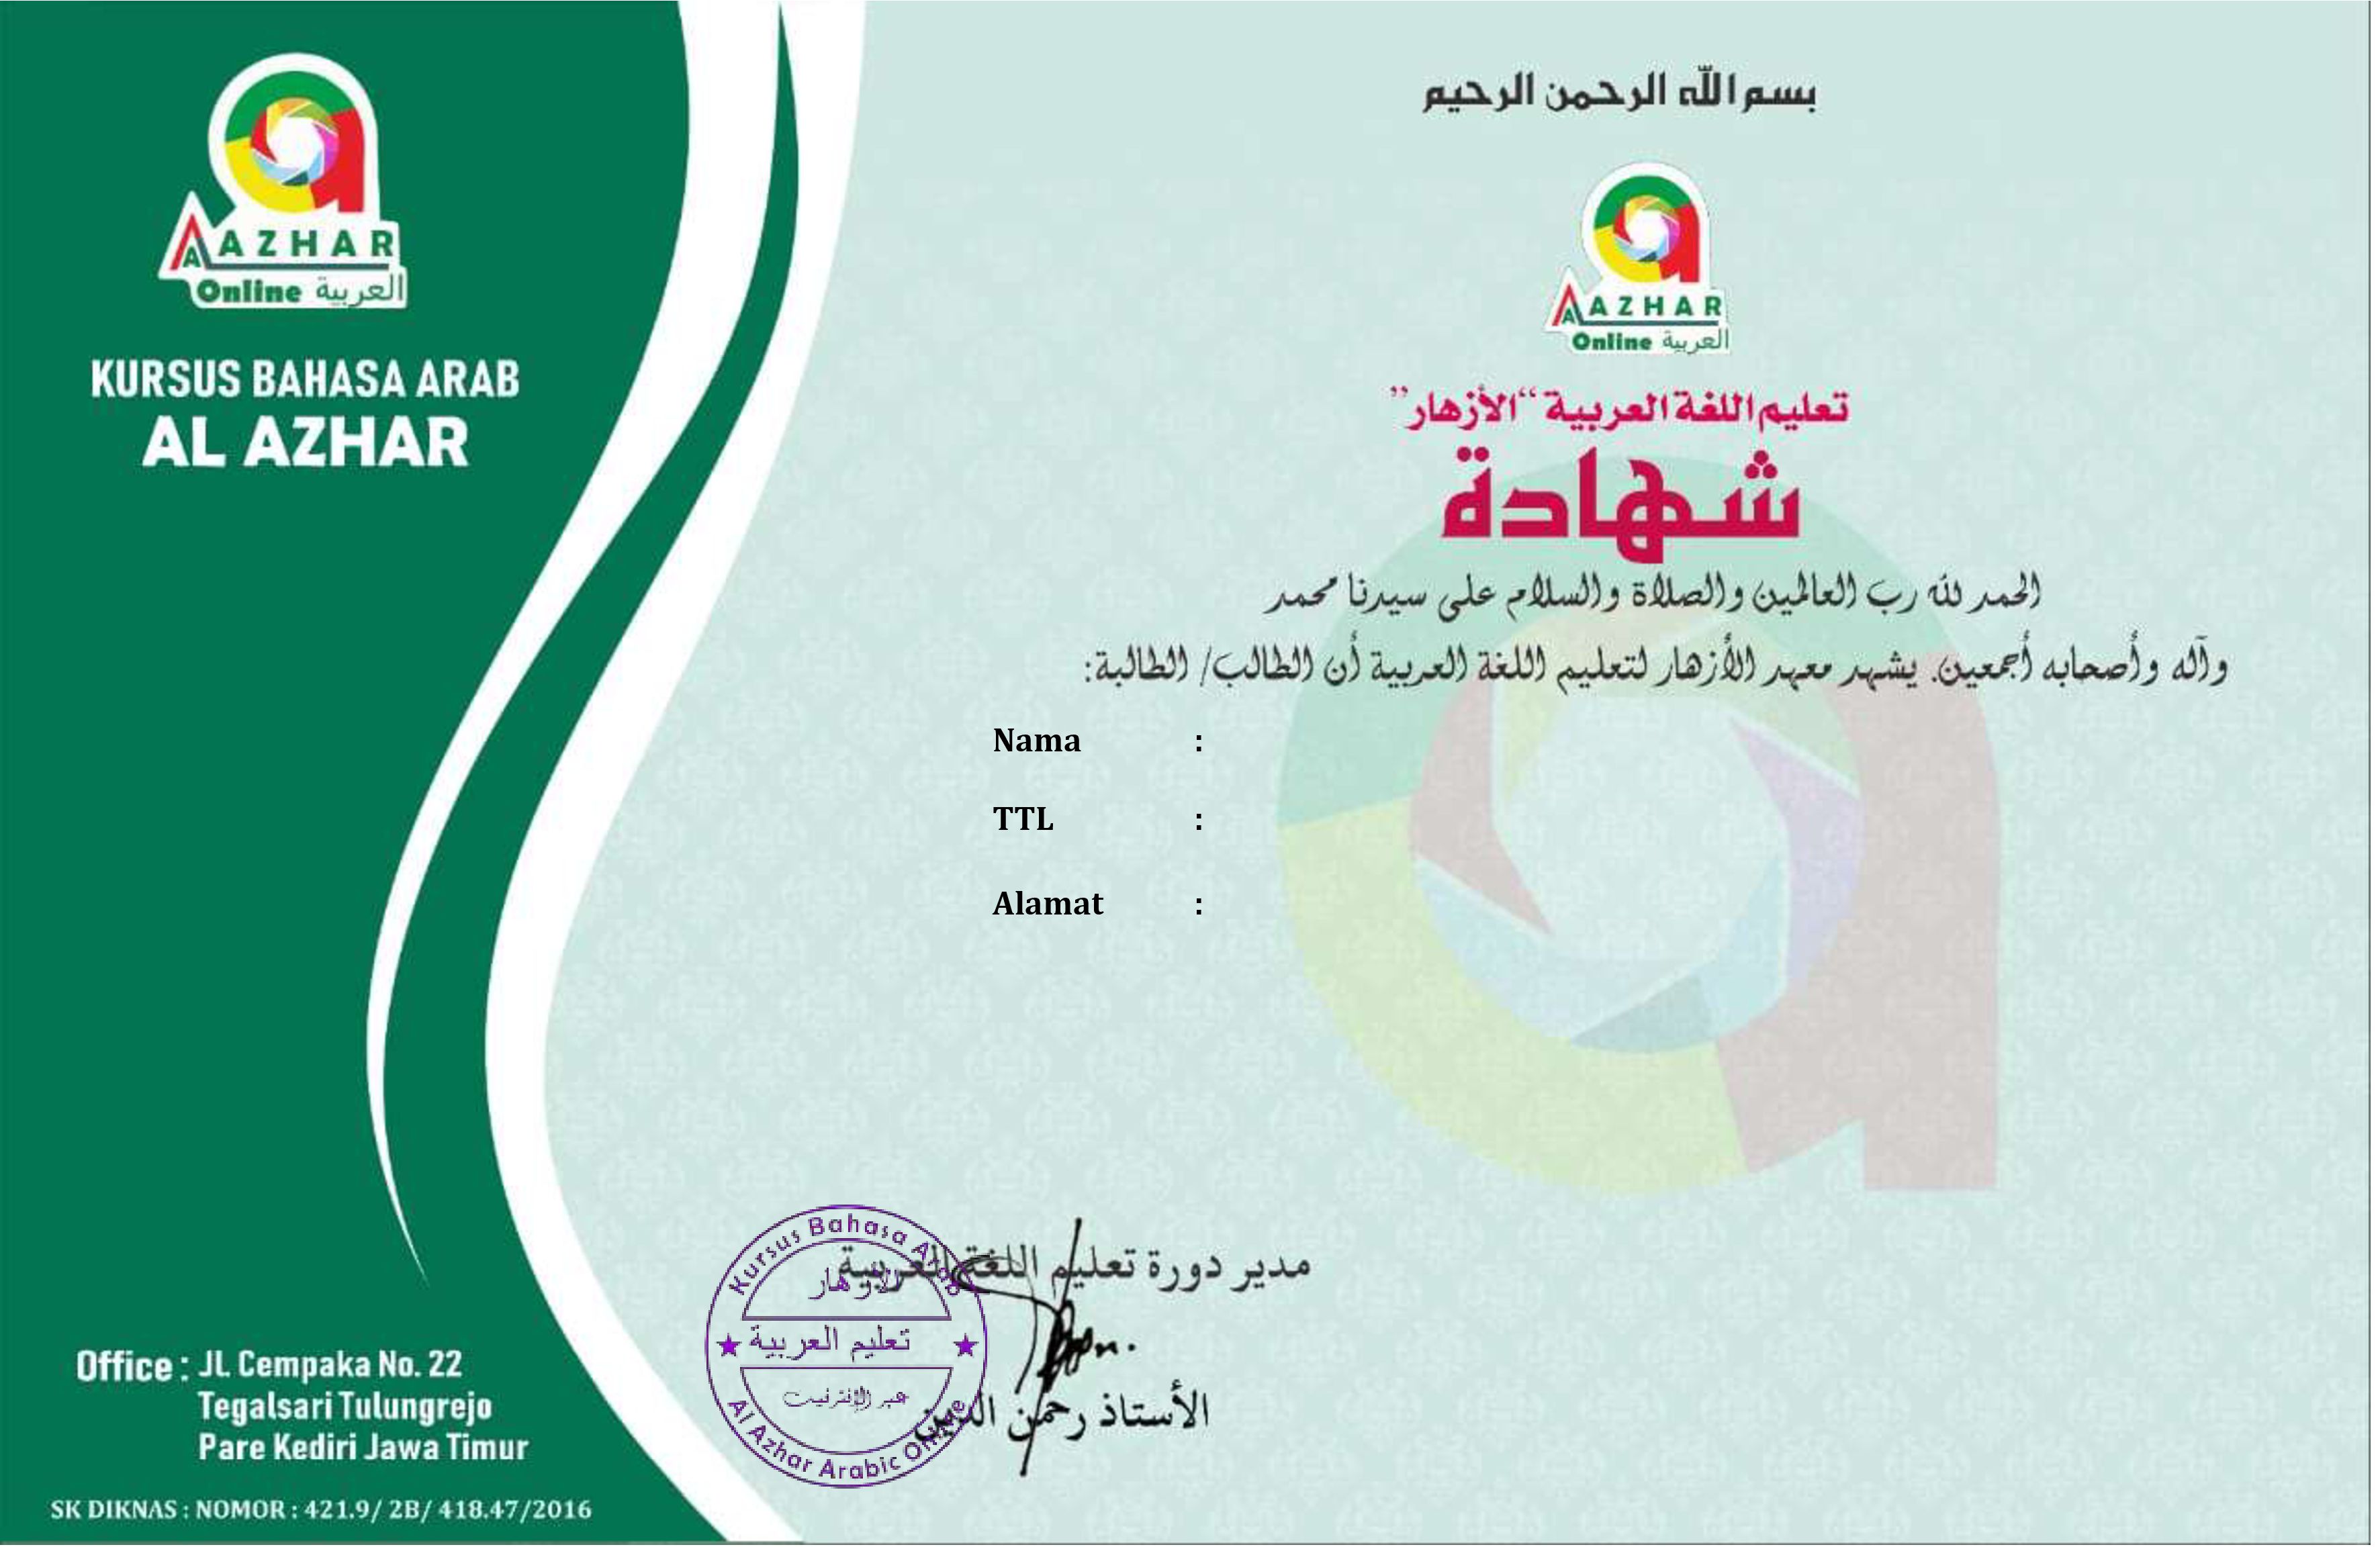 AZHAR
Online العربية
KURSUS BAHASA ARAB
AL AZHAR
Office : JL. Cempaka No. 22
Tegalsari Tulungrejo
Pare Kediri Jawa Timur
SK DIKNAS : NOMOR : 421.9/ 2B/ 418.47/2016
بسم الله الرحمن الرحيم
AZHAR
Online العربية
تعليم اللغة العربية “الأزهار”
شهادة
الحمد لله رب العالمين والصلاة والسلام على سيدنا محمد
وآله وأصحابه أجمعين. يشهد معهد الأزهار لتعليم اللغة العربية أن الطالب/ الطالبة:
Nama :
TTL :
Alamat :
مدير دورة تعليم اللغة العربية
الأستاذ رحمن الدين
Kursus Bahasa Arab
الأزهار
تعليم العربية
عبر الإنترنيت
Al Azhar Arabic Online